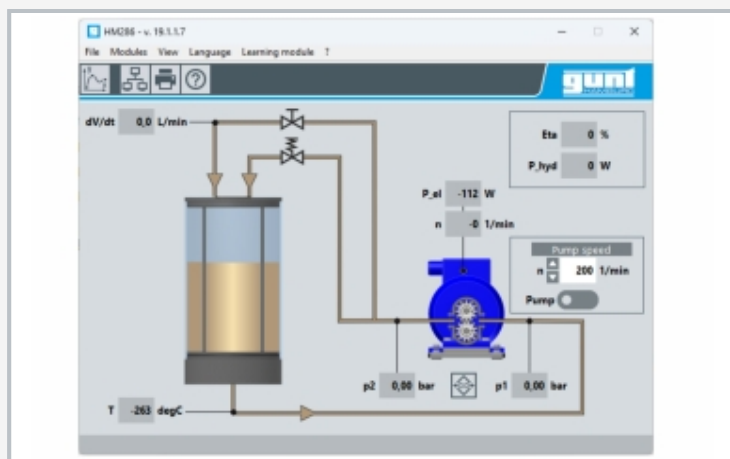 HM286 - v. 19.1.1.7
File Modules View Language Learning module ?
gunt
HAMBURG
dV/dt 0,0 L/min
Eta 0 %
P_hyd 0 W
P_el -112 W
n -0 1/min
Pump speed
n 200 1/min
Pump
p2 0,00 bar
p1 0,00 bar
T -263 degC